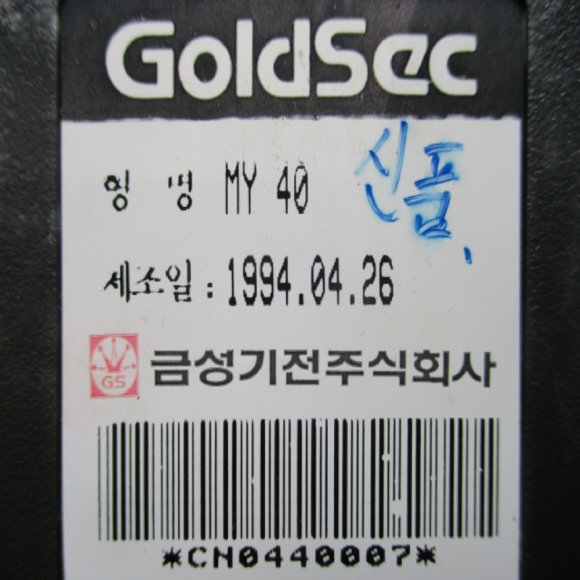 GoldSec
형 명 MY 40
신품
제조일 : 1994.04.26
GS 금성기전주식회사
*CN0440007*